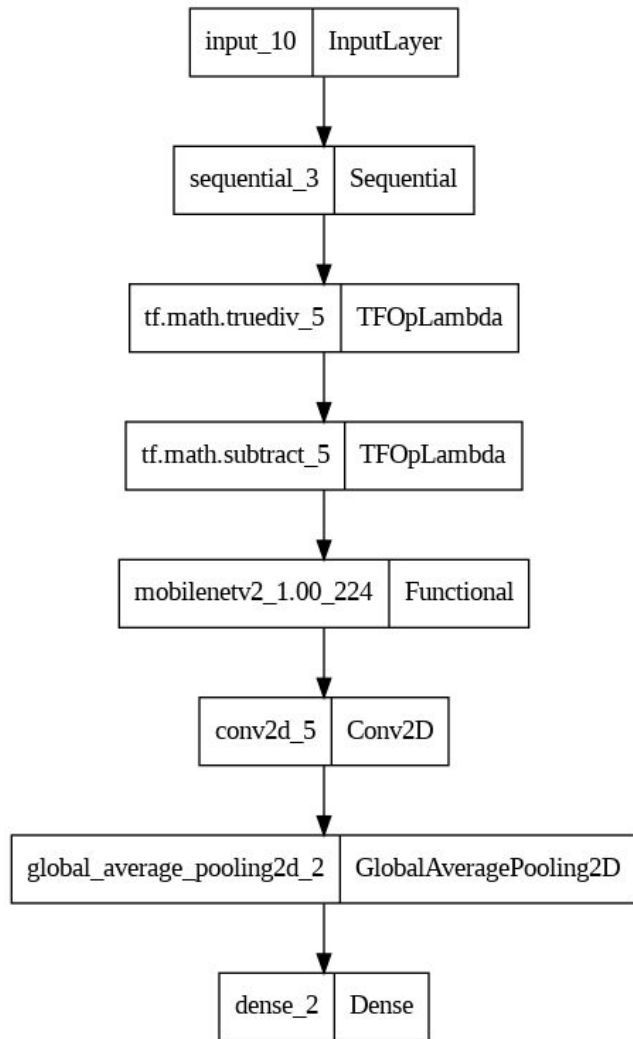 input_10 InputLayer
sequential_3 Sequential
tf.math.truediv_5 TFOpLambda
tf.math.subtract_5 TFOpLambda
mobilenetv2_1.00_224 Functional
conv2d_5 Conv2D
global_average_pooling2d_2 GlobalAveragePooling2D
dense_2 Dense